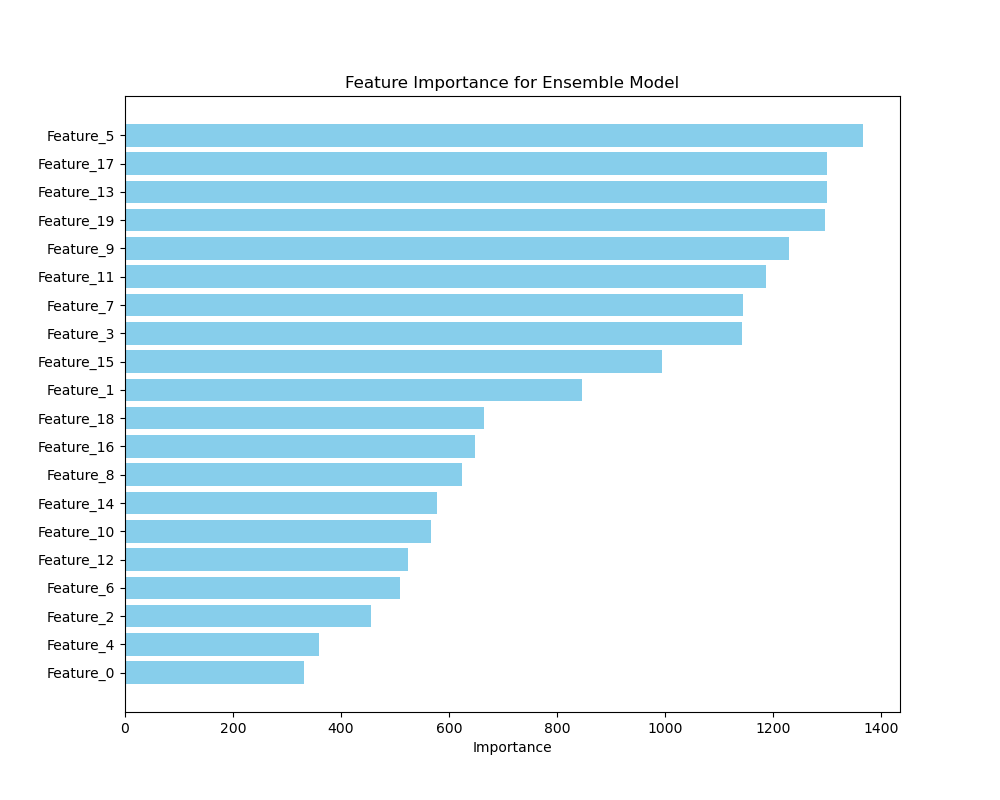 Feature Importance for Ensemble Model
Feature_5
Feature_17
Feature_13
Feature_19
Feature_9
Feature_11
Feature_7
Feature_3
Feature_15
Feature_1
Feature_18
Feature_16
Feature_8
Feature_14
Feature_10
Feature_12
Feature_6
Feature_2
Feature_4
Feature_0
0 200 400 600 800 1000 1200 1400
Importance